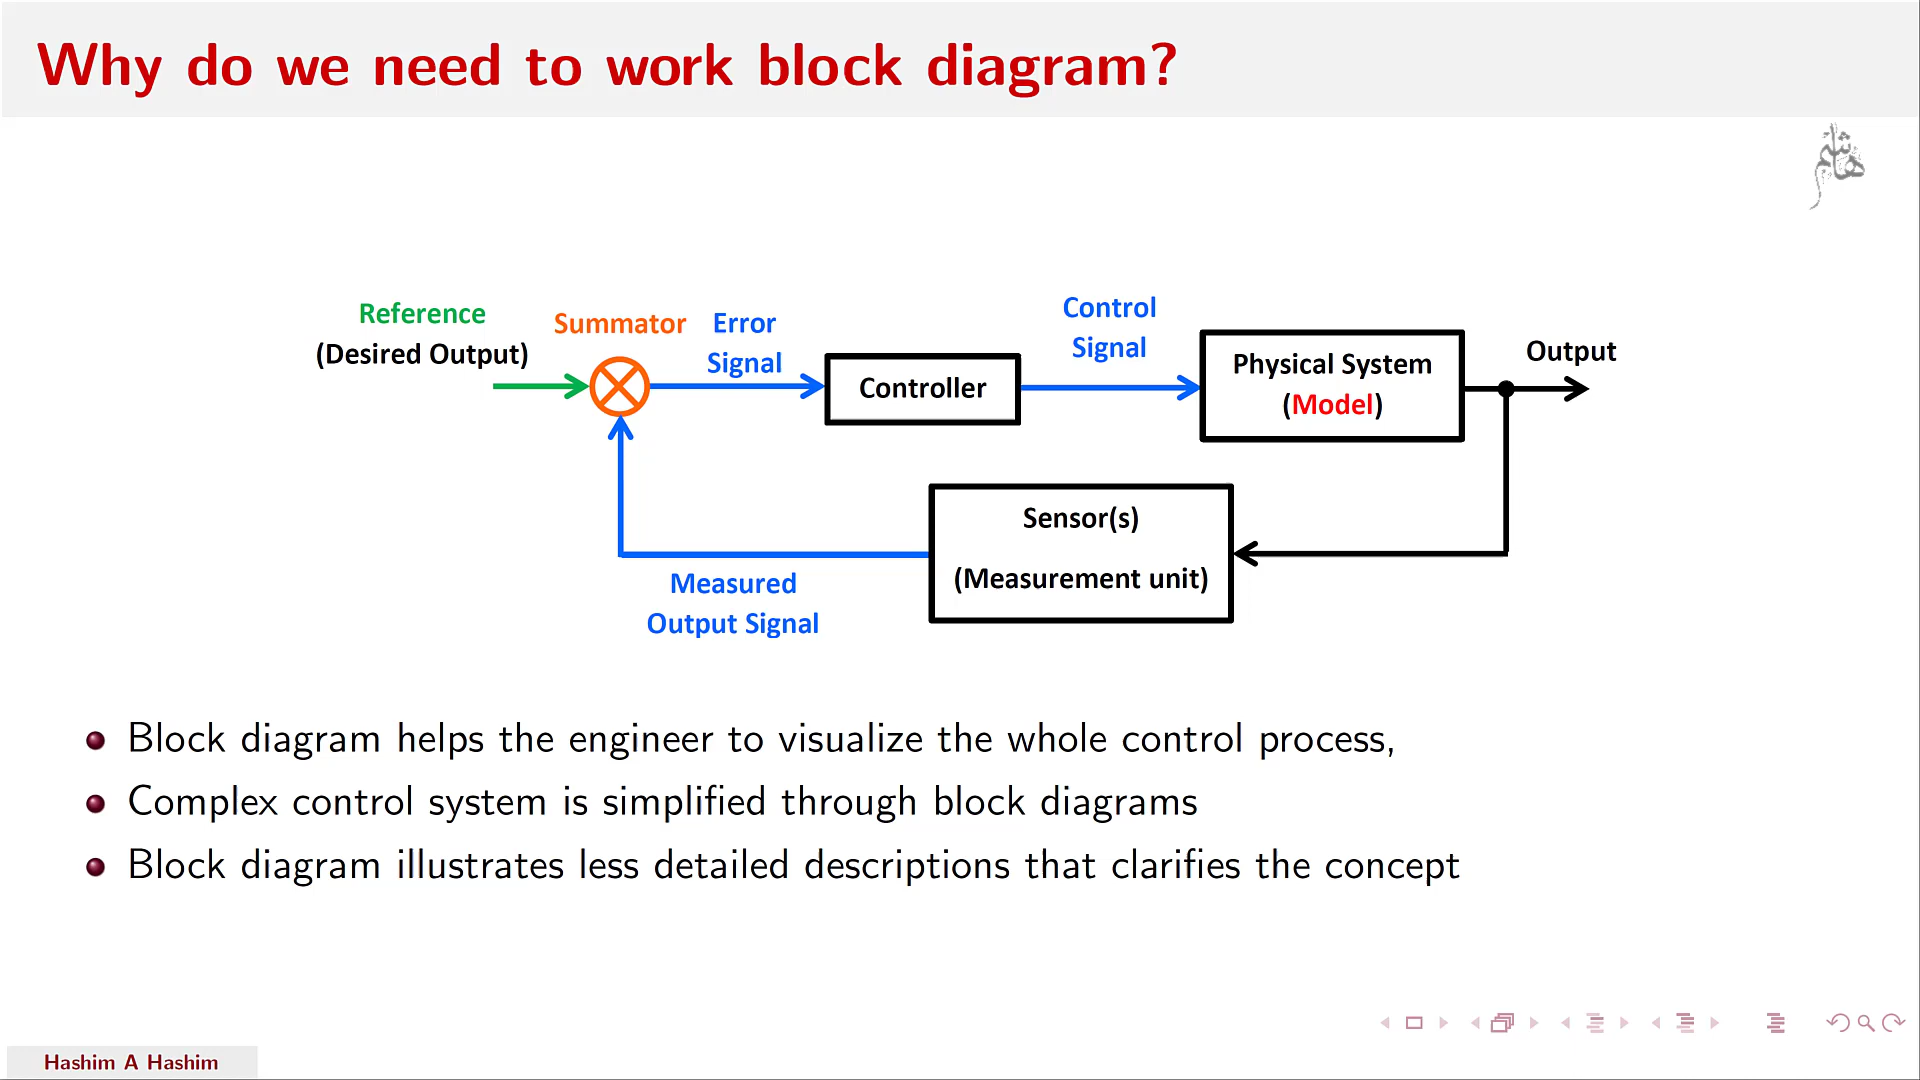 Why do we need to work block diagram?
هاشم
Reference
(Desired Output)
Summator
Error
Signal
Controller
Control
Signal
Physical System
(Model)
Output
Sensor(s)
(Measurement unit)
Measured
Output Signal
Block diagram helps the engineer to visualize the whole control process,
Complex control system is simplified through block diagrams
Block diagram illustrates less detailed descriptions that clarifies the concept
Hashim A Hashim